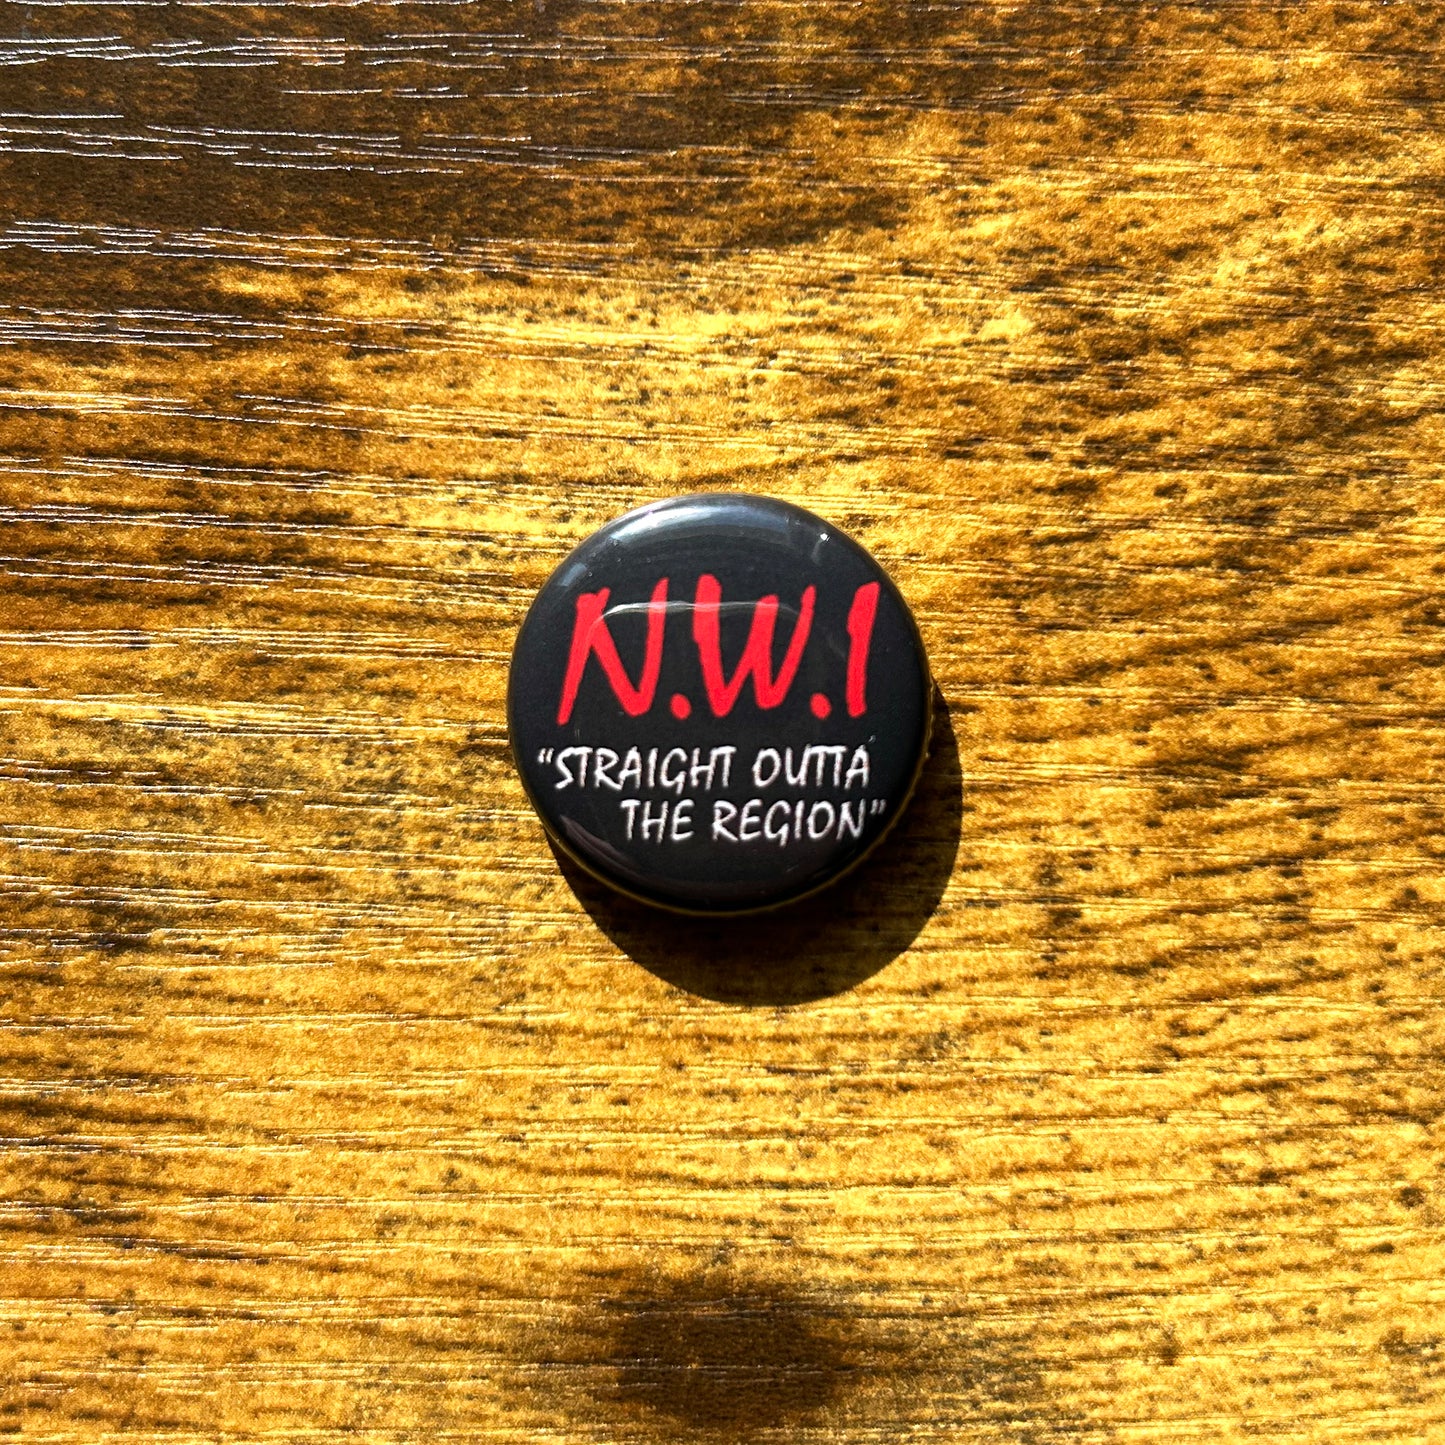 N.W.I
“STRAIGHT OUTTA
THE REGION”